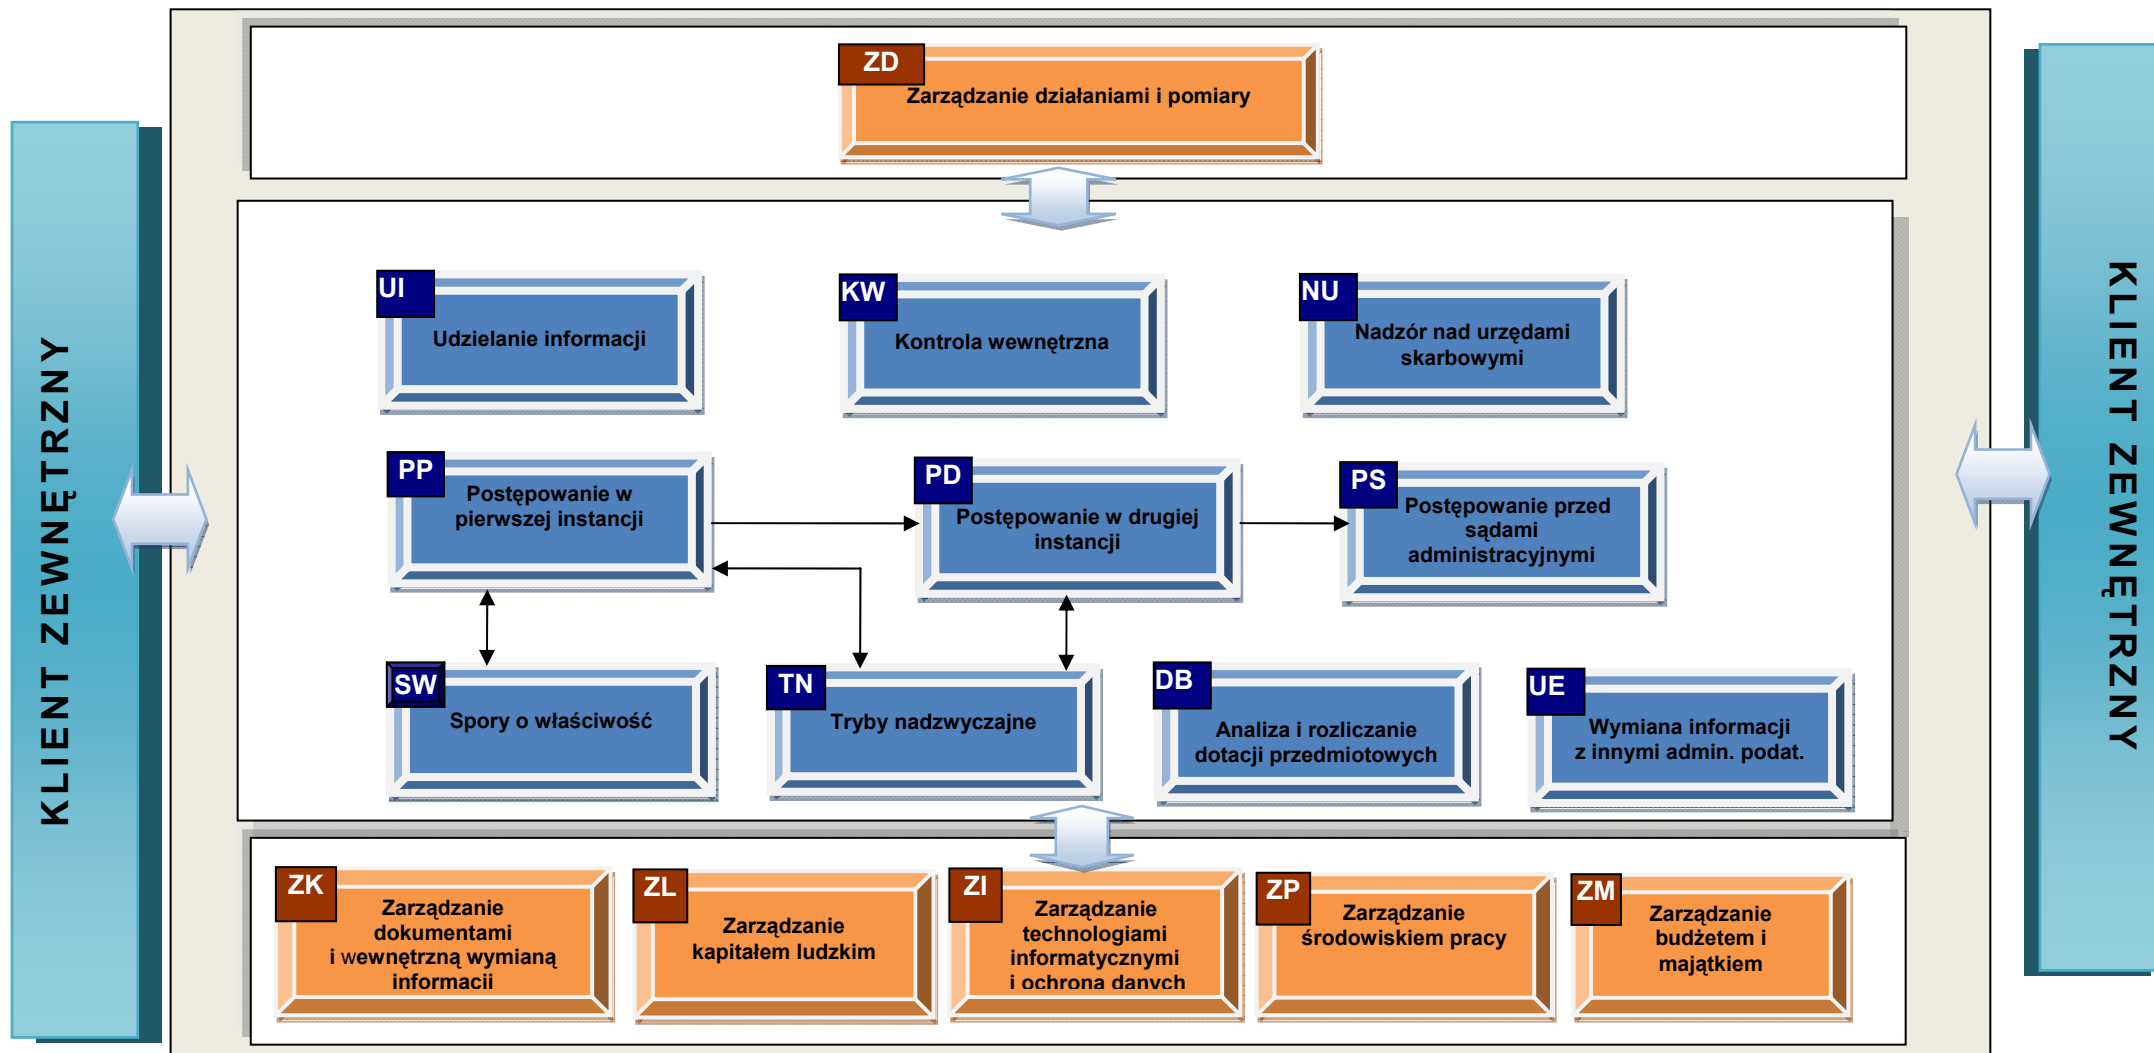 ZD
Zarządzanie działaniami i pomiary
KLIENT ZEWNĘTRZNY
KLIENT ZEWNĘTRZNY
UI
Udzielanie informacji
KW
Kontrola wewnętrzna
NU
Nadzór nad urzędami
skarbowymi
PP
Postępowanie w
pierwszej instancji
PD
Postępowanie w drugiej
instancji
PS
Postępowanie przed
sądami
administracyjnymi
SW
Spory o właściwość
TN
Tryby nadzwyczajne
DB
Analiza i rozliczanie
dotacji przedmiotowych
UE
Wymiana informacji
z innymi admin. podat.
ZK
Zarządzanie
dokumentami
i wewnętrzną wymianą
informacji
ZL
Zarządzanie
kapitałem ludzkim
ZI
Zarządzanie
technologiami
informatycznymi
i ochrona danych
ZP
Zarządzanie
środowiskiem pracy
ZM
Zarządzanie
budżetem i
majątkiem